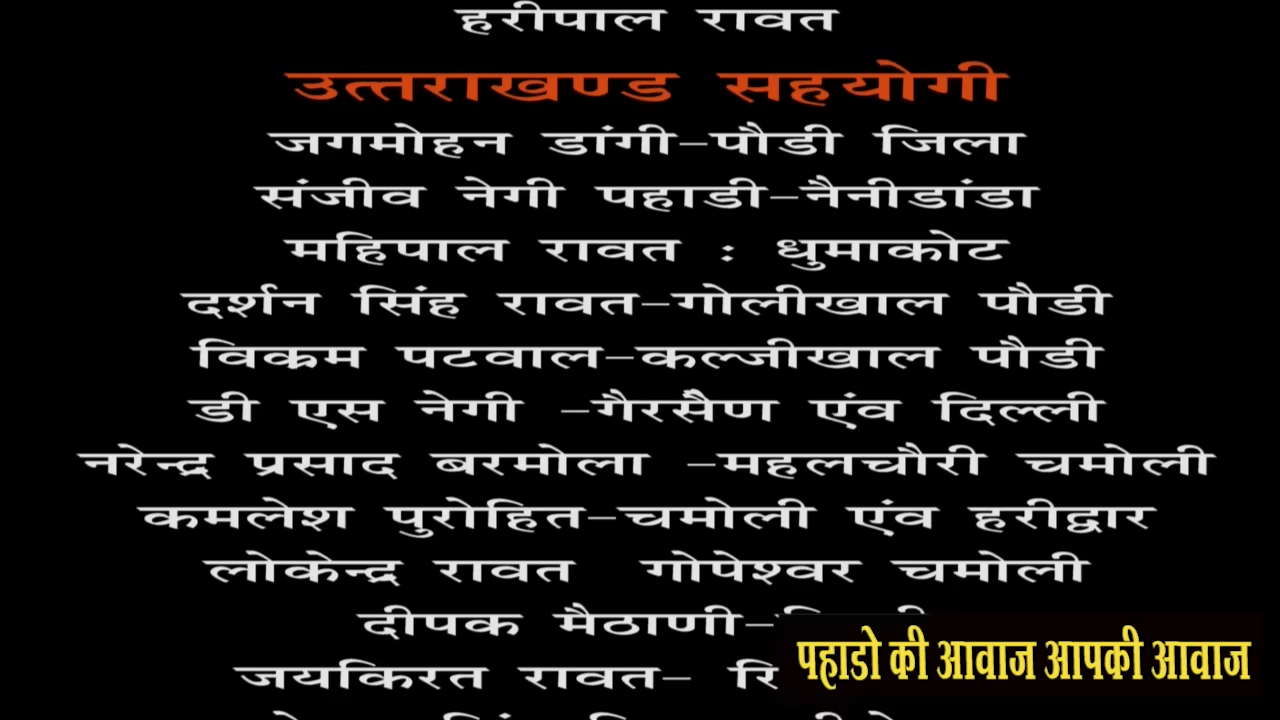 हरीपाल रावत
उत्तराखण्ड सहयोगी
जगमोहन डांगी-पौडी जिला
संजीव नेगी पहाडी-नैनीडांडा
महिपाल रावत : धुमाकोट
दर्शन सिंह रावत-गोलीखाल पौडी
विक्रम पटवाल-कल्जीखाल पौडी
डी एस नेगी -गैरसैण एंव दिल्ली
नरेन्द्र प्रसाद बरमोला -महलचौरी चमोली
कमलेश पुरोहित-चमोली एंव हरीद्वार
लोकेन्द्र रावत गोपेश्वर चमोली
दीपक मैठाणी-
जयकिरत रावत-
पहाडो की आवाज आपकी आवाज